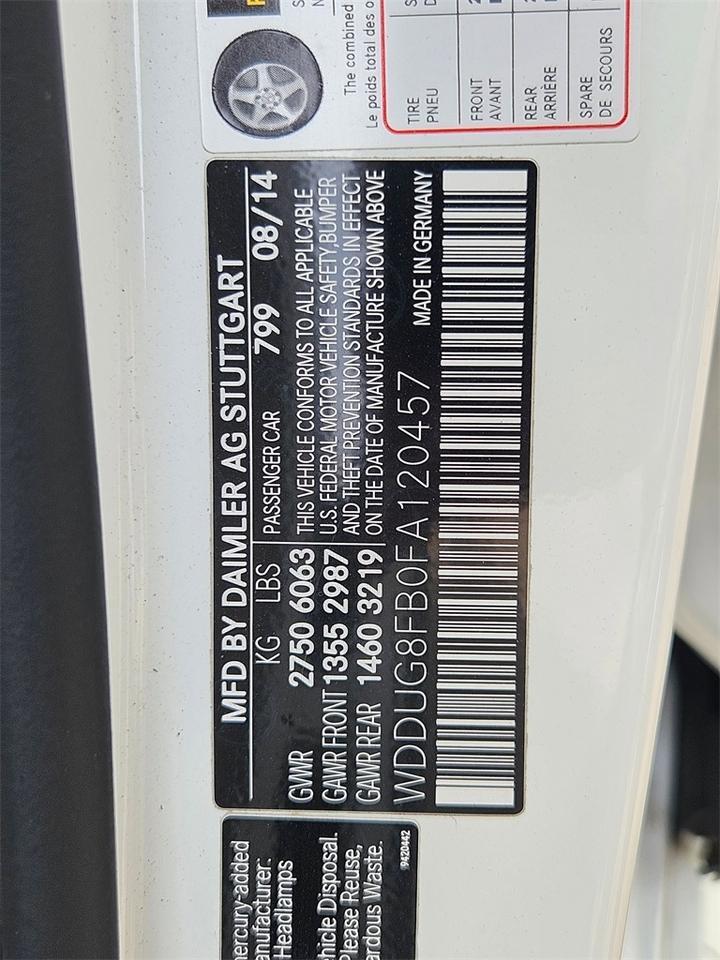 MFD BY DAIMLER AG STUTTGART
KG LBS
GVWR 2750 6063
GAWR FRONT 1355 2987
GAWR REAR 1460 3219
PASSENGER CAR 799 08/14
THIS VEHICLE CONFORMS TO ALL APPLICABLE
U.S. FEDERAL MOTOR VEHICLE SAFETY, BUMPER
AND THEFT PREVENTION STANDARDS IN EFFECT
ON THE DATE OF MANUFACTURE SHOWN ABOVE
WDDUG8FB0FA120457 MADE IN GERMANY
The combined
Le poids total des o
TIRE
PNEU
FRONT
AVANT
REAR
ARRIÈRE
SPARE
DE SECOURS
ercury-added
anufacturer:
Headlamps
hicle Disposal.
Please Reuse,
ardous Waste.
9420442